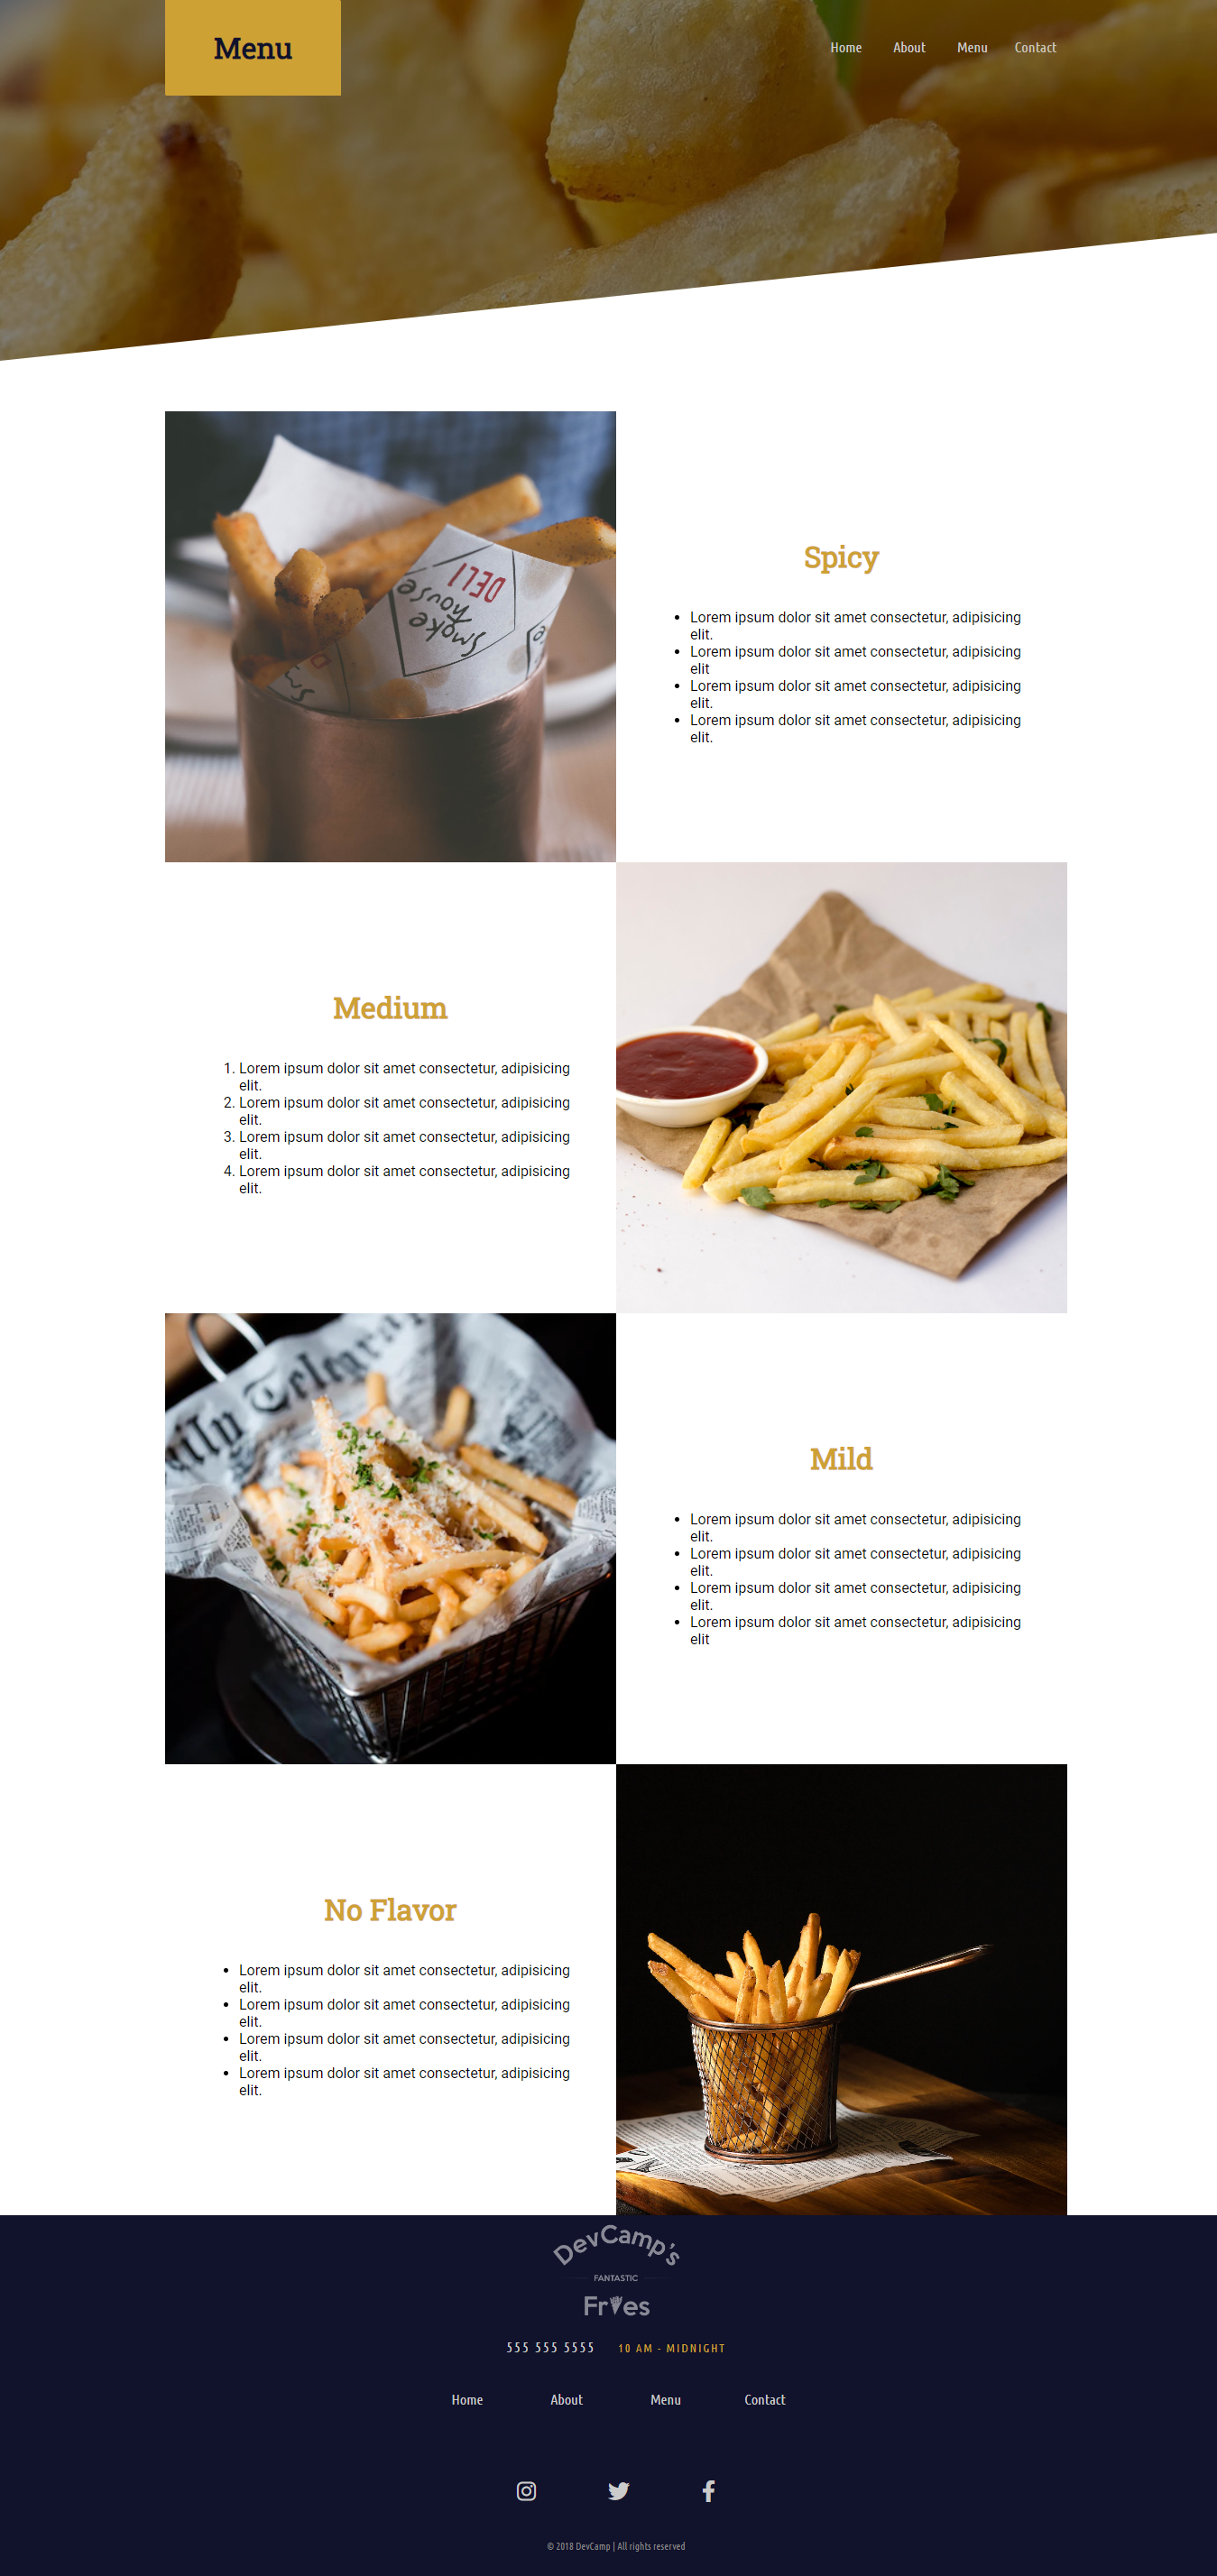 Menu
Home About Menu Contact
DELI
house
smoke
Spicy
• Lorem ipsum dolor sit amet consectetur, adipisicing
elit.
• Lorem ipsum dolor sit amet consectetur, adipisicing
elit
• Lorem ipsum dolor sit amet consectetur, adipisicing
elit.
• Lorem ipsum dolor sit amet consectetur, adipisicing
elit.
Medium
1. Lorem ipsum dolor sit amet consectetur, adipisicing
elit.
2. Lorem ipsum dolor sit amet consectetur, adipisicing
elit.
3. Lorem ipsum dolor sit amet consectetur, adipisicing
elit.
4. Lorem ipsum dolor sit amet consectetur, adipisicing
elit.
Mild
• Lorem ipsum dolor sit amet consectetur, adipisicing
elit.
• Lorem ipsum dolor sit amet consectetur, adipisicing
elit.
• Lorem ipsum dolor sit amet consectetur, adipisicing
elit.
• Lorem ipsum dolor sit amet consectetur, adipisicing
elit
No Flavor
• Lorem ipsum dolor sit amet consectetur, adipisicing
elit.
• Lorem ipsum dolor sit amet consectetur, adipisicing
elit.
• Lorem ipsum dolor sit amet consectetur, adipisicing
elit.
• Lorem ipsum dolor sit amet consectetur, adipisicing
elit.
DevCamp's
FANTASTIC
Fries
555 555 5555 10 AM - MIDNIGHT
Home About Menu Contact
© 2018 DevCamp | All rights reserved